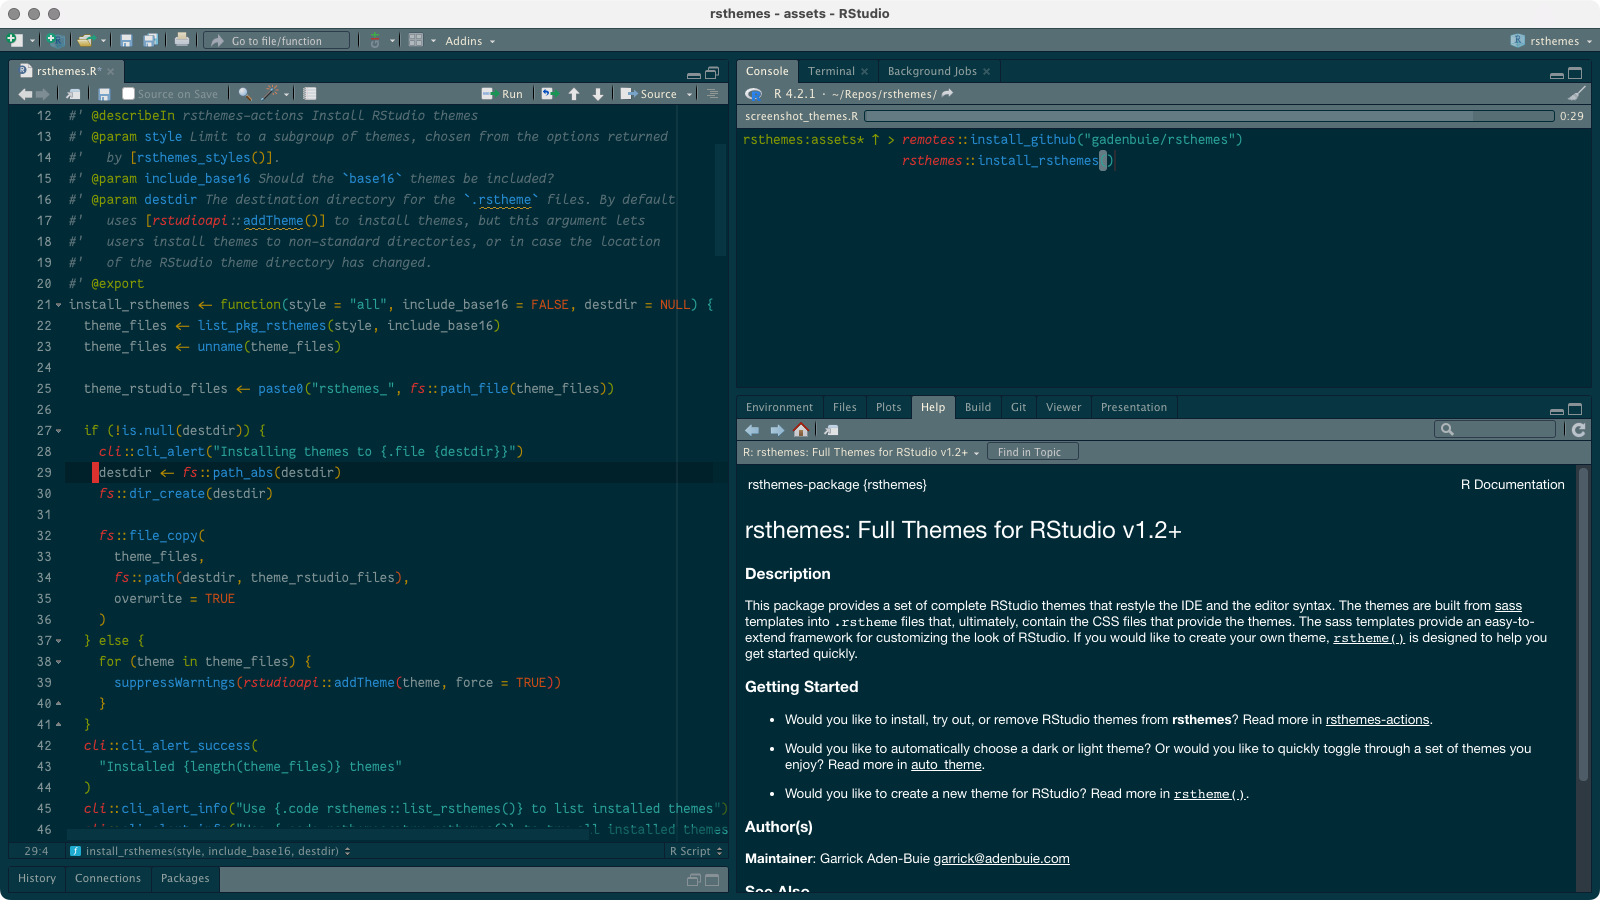 rsthemes - assets - RStudio
Go to file/function
Addins
rsthemes
rsthemes.R*
Source on Save
Run
Source
12 #' @describeIn rsthemes-actions Install RStudio themes
13 #' @param style Limit to a subgroup of themes, chosen from the options returned
14 #'   by [rsthemes_styles()].
15 #' @param include_base16 Should the `base16` themes be included?
16 #' @param destdir The destination directory for the `.rstheme` files. By default
17 #'   uses [rstudioapi::addTheme()] to install themes, but this argument lets
18 #'   users install themes to non-standard directories, or in case the location
19 #'   of the RStudio theme directory has changed.
20 #' @export
21 install_rsthemes <- function(style = "all", include_base16 = FALSE, destdir = NULL) {
22   theme_files <- list_pkg_rsthemes(style, include_base16)
23   theme_files <- unname(theme_files)
24
25   theme_rstudio_files <- paste0("rsthemes_", fs::path_file(theme_files))
26
27   if (!is.null(destdir)) {
28     cli::cli_alert("Installing themes to {.file {destdir}}")
29     destdir <- fs::path_abs(destdir)
30     fs::dir_create(destdir)
31
32     fs::file_copy(
33       theme_files,
34       fs::path(destdir, theme_rstudio_files),
35       overwrite = TRUE
36     )
37   } else {
38     for (theme in theme_files) {
39       suppressWarnings(rstudioapi::addTheme(theme, force = TRUE))
40     }
41   }
42   cli::cli_alert_success(
43     "Installed {length(theme_files)} themes"
44   )
45   cli::cli_alert_info("Use {.code rsthemes::list_rsthemes()} to list installed themes")
46
29:4 install_rsthemes(style, include_base16, destdir) R Script
History Connections Packages
Console Terminal Background Jobs
R 4.2.1 · ~/Repos/rsthemes/
screenshot_themes.R 0:29
rsthemes:assets* ↑ > remotes::install_github("gadenbuie/rsthemes")
rsthemes::install_rsthemes()
Environment Files Plots Help Build Git Viewer Presentation
R: rsthemes: Full Themes for RStudio v1.2+ Find in Topic
rsthemes-package {rsthemes} R Documentation
rsthemes: Full Themes for RStudio v1.2+
Description
This package provides a set of complete RStudio themes that restyle the IDE and the editor syntax. The themes are built from sass
templates into .rstheme files that, ultimately, contain the CSS files that provide the themes. The sass templates provide an easy-to-
extend framework for customizing the look of RStudio. If you would like to create your own theme, rstheme() is designed to help you
get started quickly.
Getting Started
• Would you like to install, try out, or remove RStudio themes from rsthemes? Read more in rsthemes-actions.
• Would you like to automatically choose a dark or light theme? Or would you like to quickly toggle through a set of themes you
enjoy? Read more in auto_theme.
• Would you like to create a new theme for RStudio? Read more in rstheme().
Author(s)
Maintainer: Garrick Aden-Buie garrick@adenbuie.com
See Also